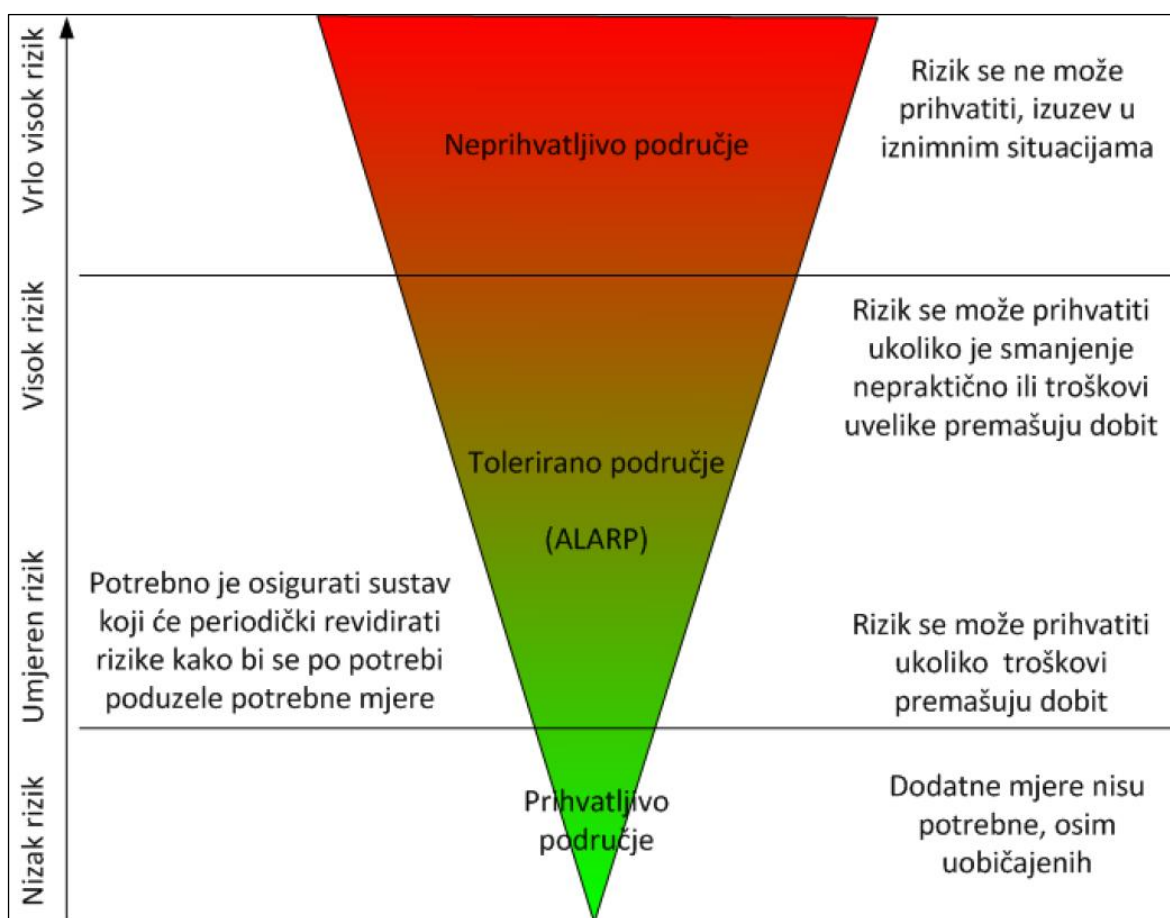 Vrlo visok rizik
Neprihvatljivo područje
Rizik se ne može
prihvatiti, izuzev u
iznimnim situacijama
Visok rizik
Rizik se može prihvatiti
ukoliko je smanjenje
nepraktično ili troškovi
uvelike premašuju dobit
Tolerirano područje
(ALARP)
Umjeren rizik
Potrebno je osigurati sustav
koji će periodički revidirati
rizike kako bi se po potrebi
poduzele potrebne mjere
Rizik se može prihvatiti
ukoliko troškovi
premašuju dobit
Nizak rizik
Prihvatljivo
područje
Dodatne mjere nisu
potrebne, osim
uobičajenih